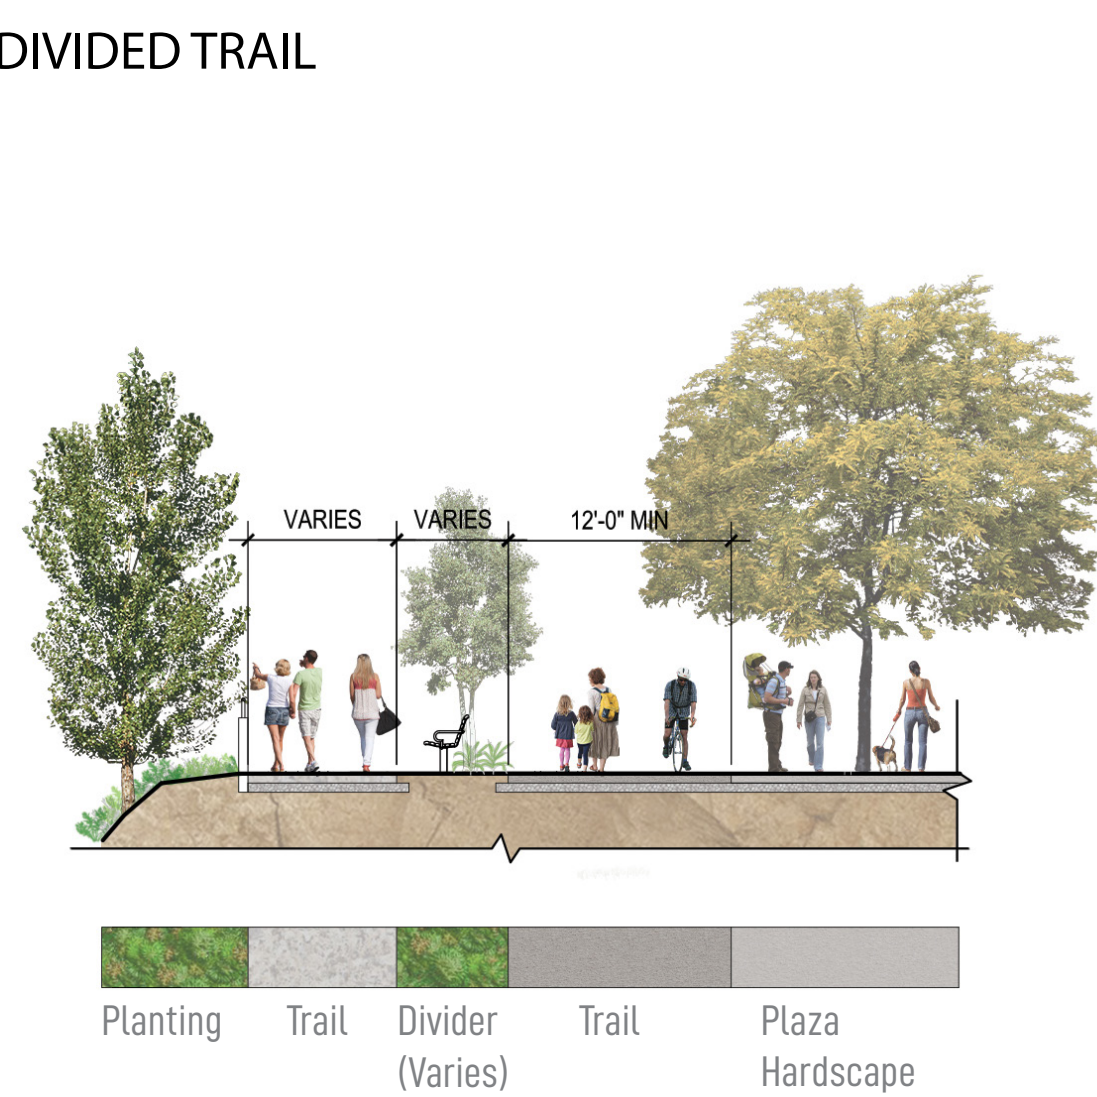 DIVIDED TRAIL
VARIES
VARIES
12'-0" MIN
Planting
Trail
Divider
(Varies)
Trail
Plaza
Hardscape